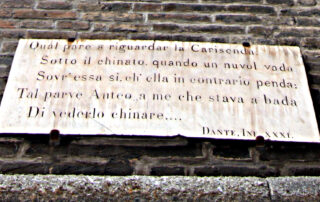 Qual pare a riguardar la Carisenda
Sotto il chinato, quando un nuvol vada
Sovr'essa sì, ch'ella in contrario penda;
Tal parve Anteo a me che stava a bada
Di vederlo chinare....
Dante, Inf. XXXI.